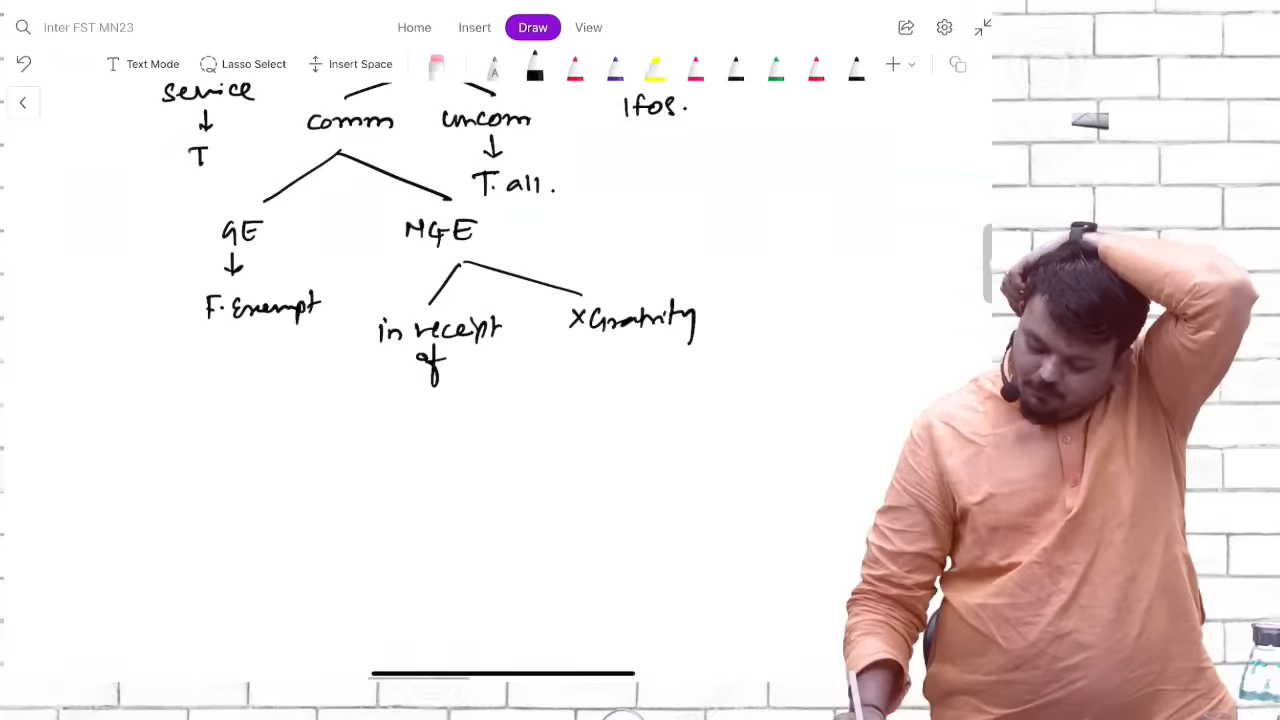 Inter FST MN23
Home
Insert
Draw
View
Text Mode
Lasso Select
Insert Space
A
Service
comm
uncom
Ifos.
T
T. all.
GE
NGE
F. Exempt
in receipt
of
X Gratuity